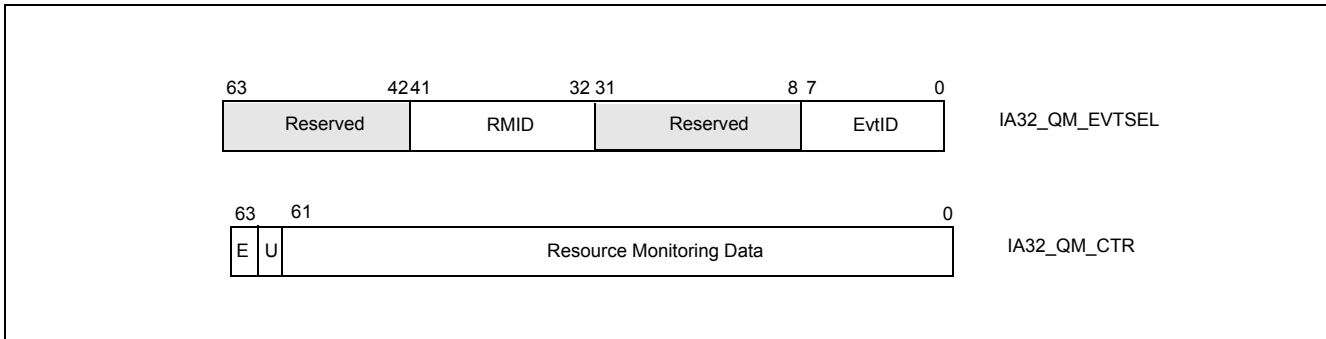 63 4241 32 31 8 7 0
Reserved RMID Reserved EvtID IA32_QM_EVTSEL
63 61 0
E U Resource Monitoring Data IA32_QM_CTR